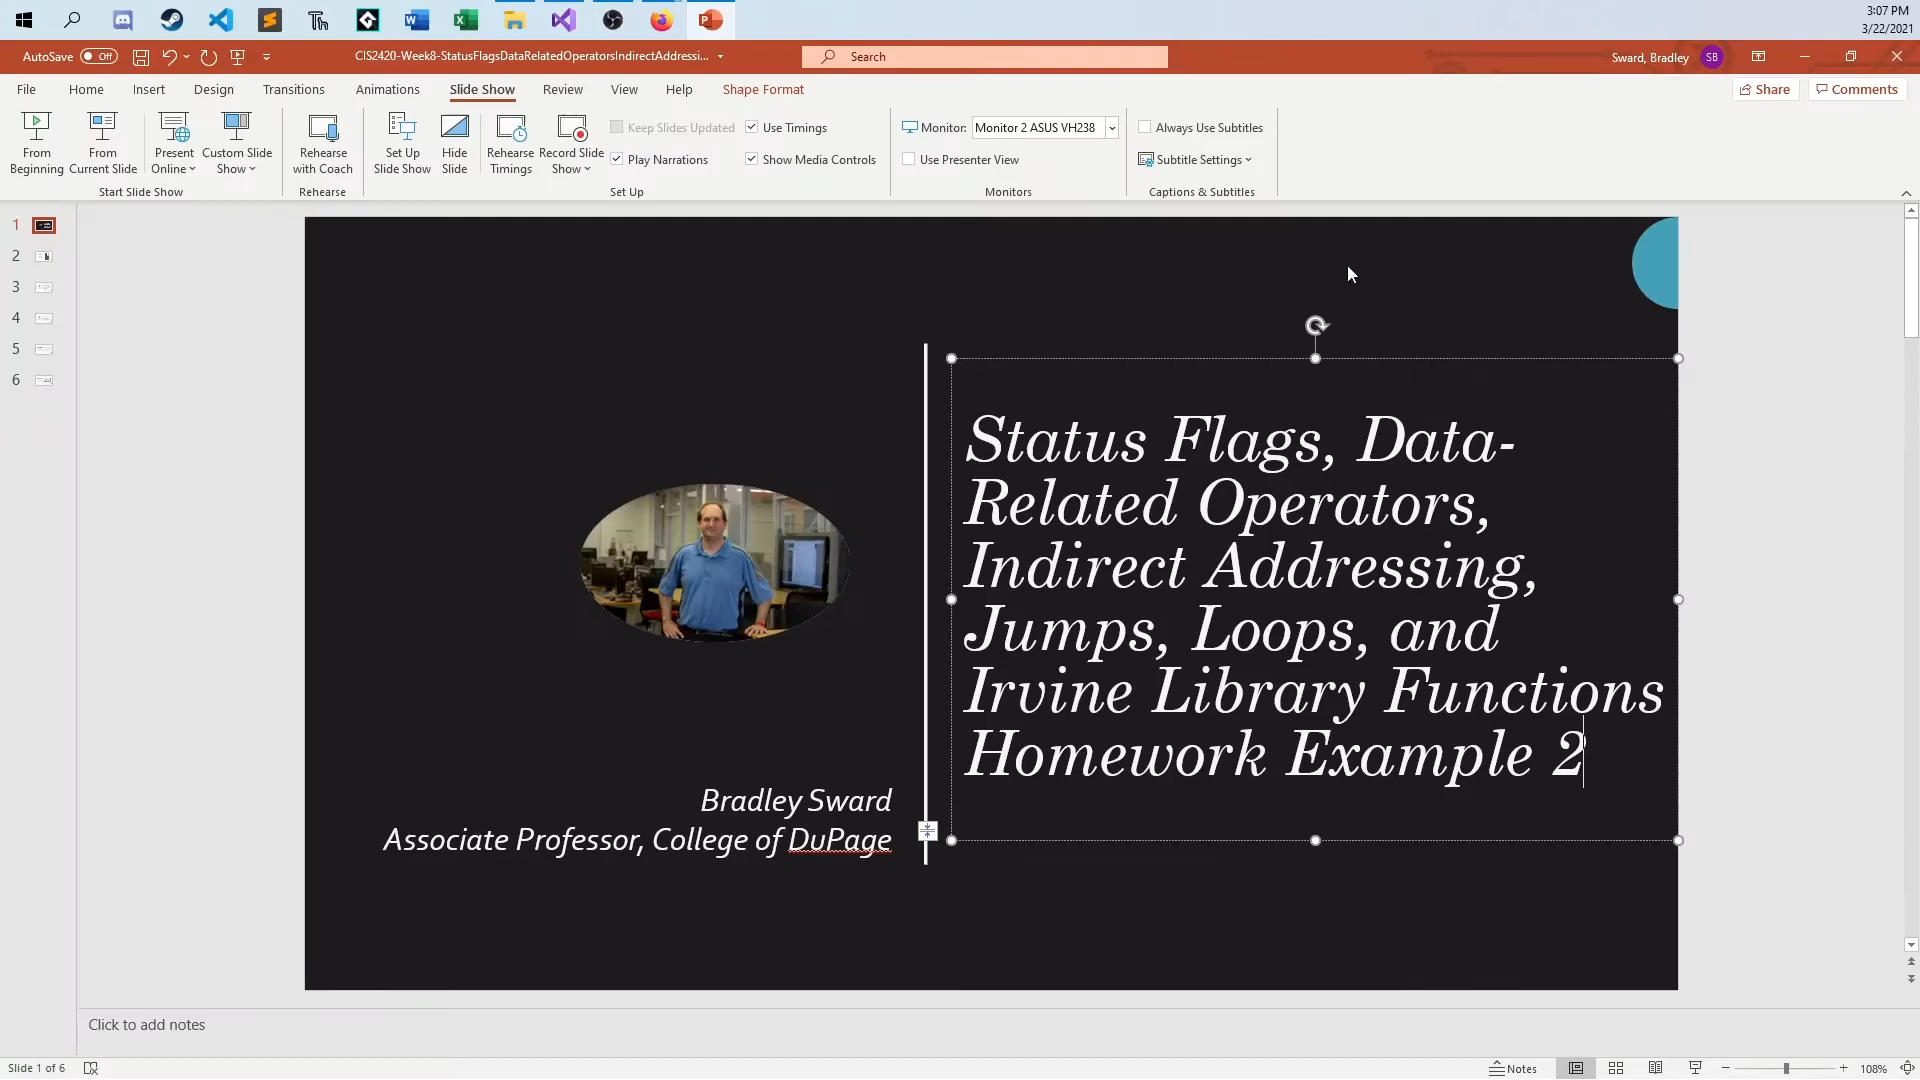 3:07 PM
3/22/2021
AutoSave Off
CIS2420-Week8-StatusFlagsDataRelatedOperatorsIndirectAddressi...
Search
Sward, Bradley SB
File Home Insert Design Transitions Animations Slide Show Review View Help Shape Format
Share Comments
From Beginning
From Current Slide
Present Online
Custom Slide Show
Start Slide Show
Rehearse with Coach
Rehearse
Set Up Slide Show
Hide Slide
Rehearse Timings
Record Slide Show
Keep Slides Updated
Play Narrations
Use Timings
Show Media Controls
Set Up
Monitor: Monitor 2 ASUS VH238
Use Presenter View
Monitors
Always Use Subtitles
Subtitle Settings
Captions & Subtitles
1
2
3
4
5
6
Status Flags, Data-
Related Operators,
Indirect Addressing,
Jumps, Loops, and
Irvine Library Functions
Homework Example 2
Bradley Sward
Associate Professor, College of DuPage
Click to add notes
Slide 1 of 6
Notes
108%